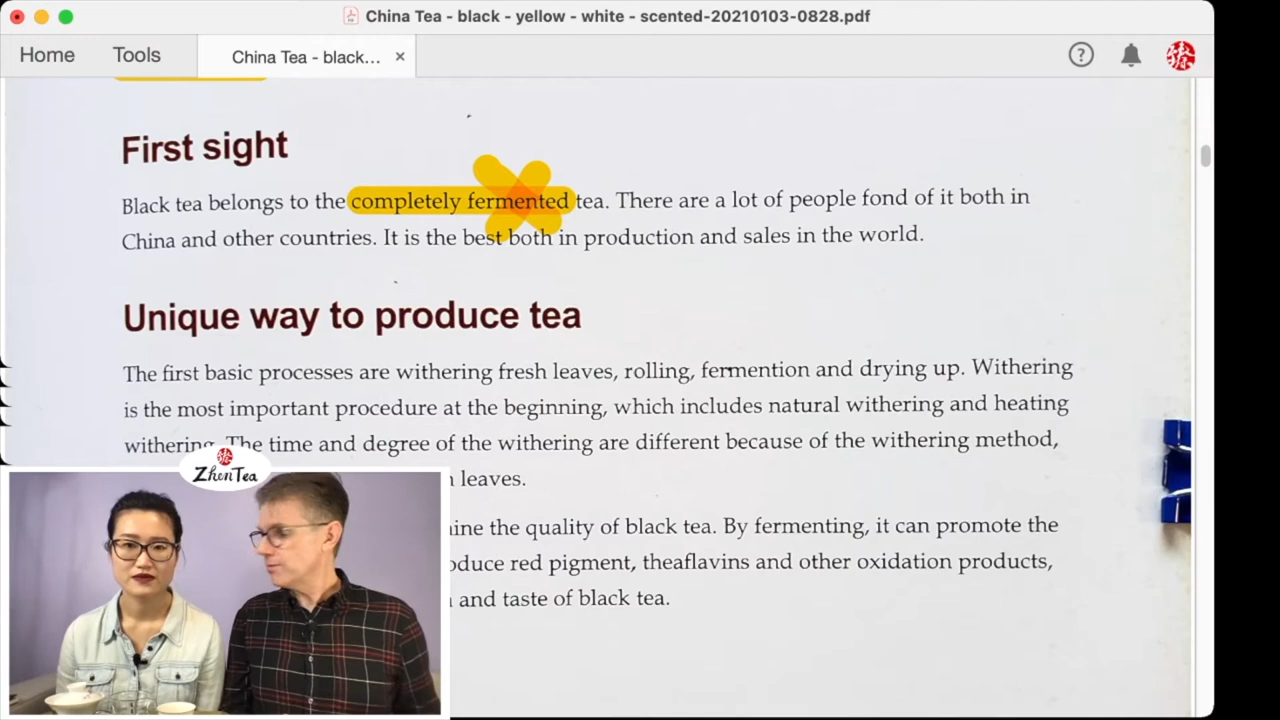 China Tea - black - yellow - white - scented-20210103-0828.pdf
Home Tools China Tea - black... ×
First sight
Black tea belongs to the completely fermented tea. There are a lot of people fond of it both in
China and other countries. It is the best both in production and sales in the world.
Unique way to produce tea
The first basic processes are withering fresh leaves, rolling, fermention and drying up. Withering
is the most important procedure at the beginning, which includes natural withering and heating
withering. The time and degree of the withering are different because of the withering method,
leaves.
the quality of black tea. By fermenting, it can promote the
red pigment, theaflavins and other oxidation products,
and taste of black tea.
ZhenTea